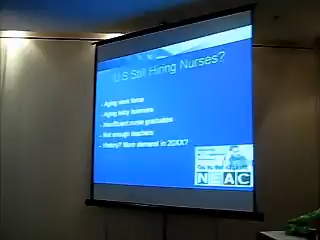 U.S Still Hiring Nurses?
- Aging work force
- Aging baby boomers
- Insufficient nurse graduates
- Not enough teachers
- History? More demand in 20XX?
NEAC